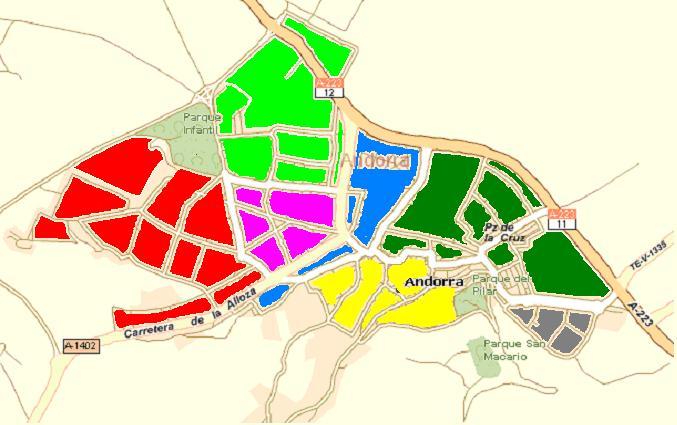 A-223
12
Parque
Infantil
Andorra
A-223
11
Pz de
la Cruz
TE-V-1335
Andorra
Parque del
Pilar
A-223
Carretera de la Alloza
A-1402
Parque San
Macario